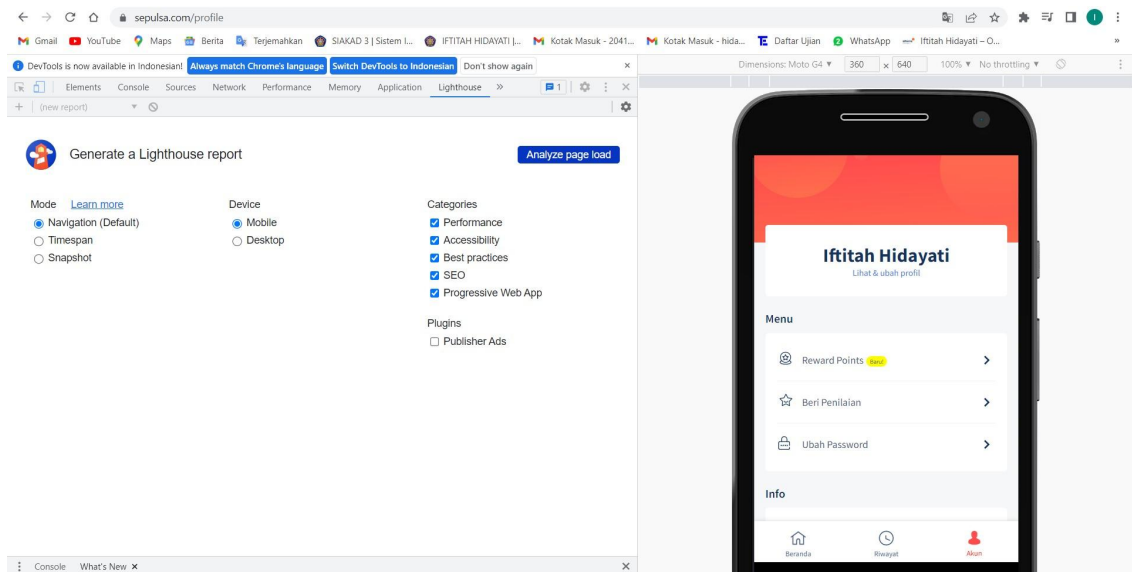 sepulsa.com/profile
Gmail YouTube Maps Berita Terjemahkan SIAKAD 3 | Sistem I... IFTITAH HIDAYATI |... Kotak Masuk - 2041... Kotak Masuk - hida... Daftar Ujian WhatsApp Iftitah Hidayati – O... »
DevTools is now available in Indonesian! Always match Chrome's language Switch DevTools to Indonesian Don't show again ×
Dimensions: Moto G4 ▼ 360 × 640 100% ▼ No throttling ▼
Elements Console Sources Network Performance Memory Application Lighthouse » 1
+ (new report) ▼
Generate a Lighthouse report
Analyze page load
Mode Learn more
Navigation (Default)
Timespan
Snapshot
Device
Mobile
Desktop
Categories
Performance
Accessibility
Best practices
SEO
Progressive Web App
Plugins
Publisher Ads
Console What's New ×
Iftitah Hidayati
Lihat & ubah profil
Menu
Reward Points Baru!
Beri Penilaian
Ubah Password
Info
Beranda Riwayat Akun
I